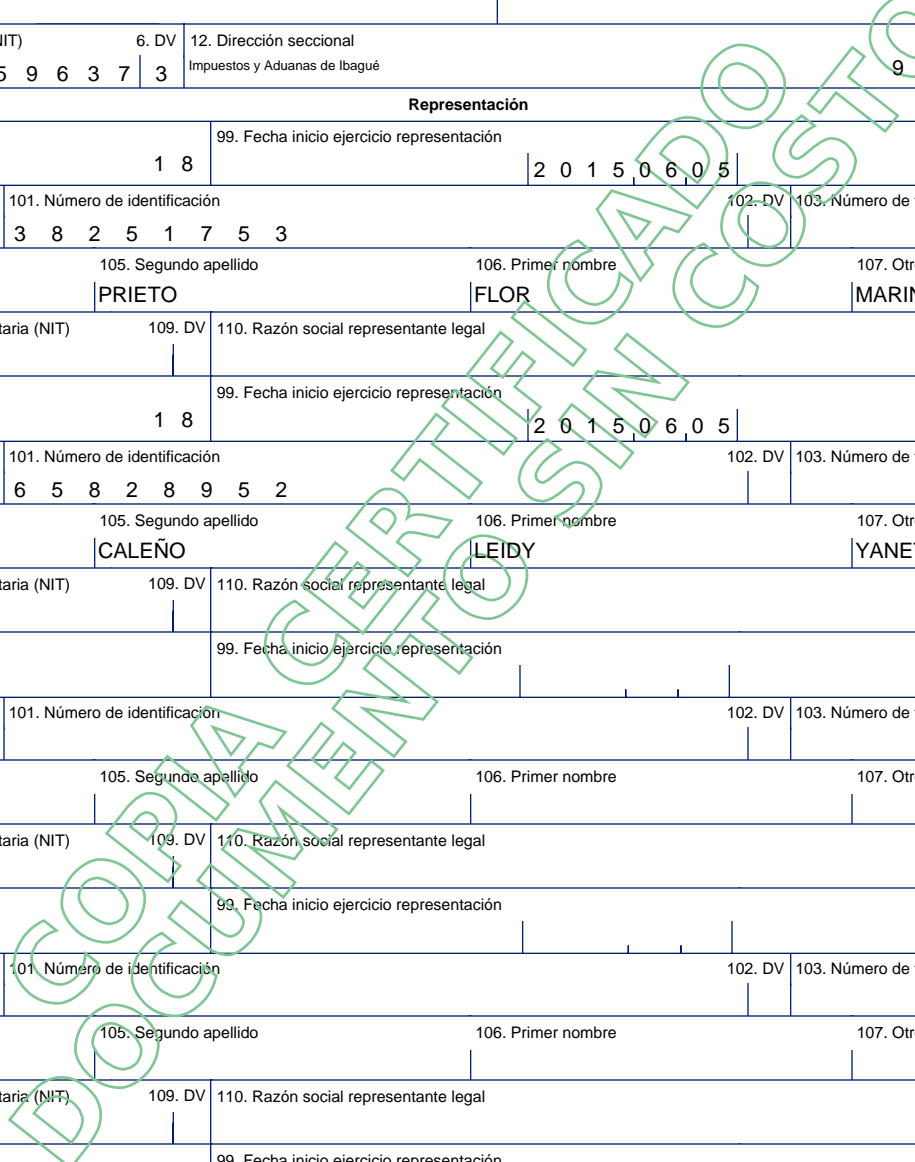 IT) 6. DV 12. Dirección seccional
5 9 6 3 7 3 Impuestos y Aduanas de Ibagué 9
Representación
99. Fecha inicio ejercicio representación
1 8 2 0 1 5 0 6 0 5
101. Número de identificación 102. DV 103. Número de
3 8 2 5 1 7 5 3
105. Segundo apellido 106. Primer nombre 107. Otr
PRIETO FLOR MARIN
taria (NIT) 109. DV 110. Razón social representante legal
99. Fecha inicio ejercicio representación
1 8 2 0 1 5 0 6 0 5
101. Número de identificación 102. DV 103. Número de
6 5 8 2 8 9 5 2
105. Segundo apellido 106. Primer nombre 107. Otr
CALEÑO LEIDY YANET
taria (NIT) 109. DV 110. Razón social representante legal
99. Fecha inicio ejercicio representación
101. Número de identificación 102. DV 103. Número de
105. Segundo apellido 106. Primer nombre 107. Otr
taria (NIT) 109. DV 110. Razón social representante legal
99. Fecha inicio ejercicio representación
101. Número de identificación 102. DV 103. Número de
105. Segundo apellido 106. Primer nombre 107. Otr
taria (NIT) 109. DV 110. Razón social representante legal
99. Fecha inicio ejercicio representación
COPIA CERTIFICADO
DOCUMENTO SIN COSTO